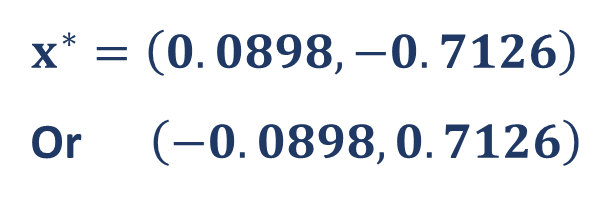 x* = (0.0898, −0.7126)
Or (−0.0898, 0.7126)